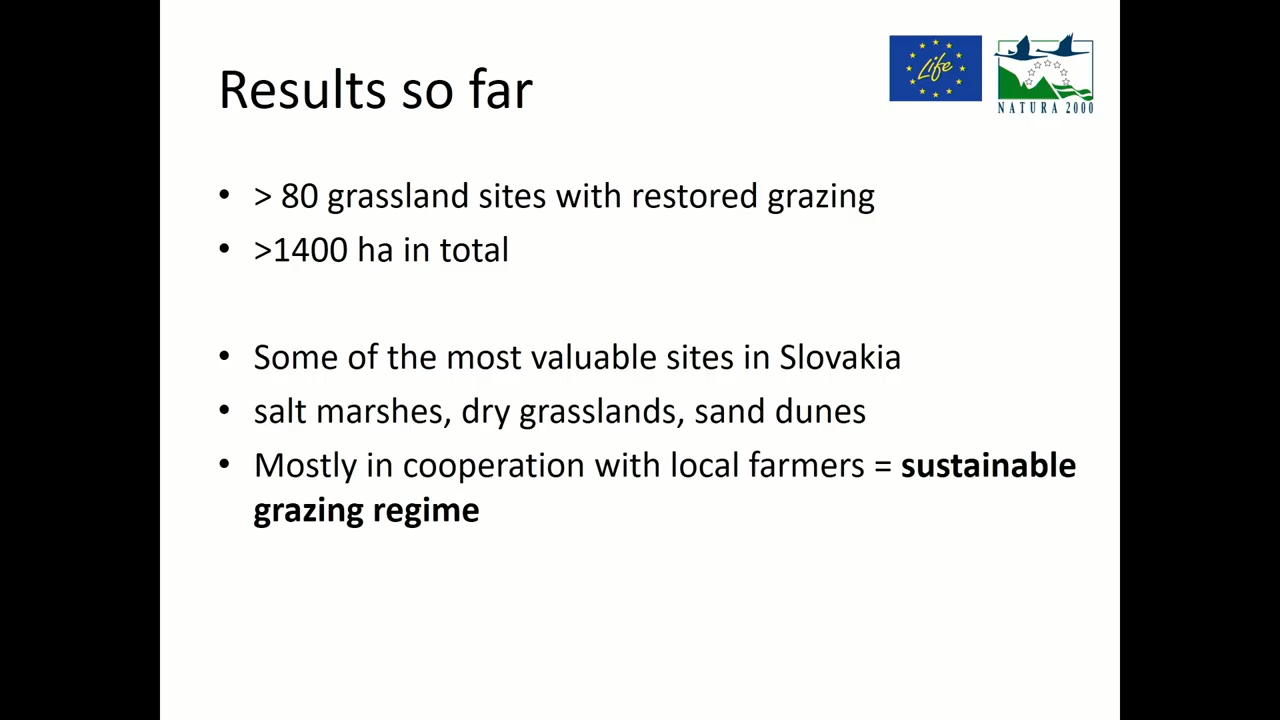 Results so far
Life
NATURA 2000
• > 80 grassland sites with restored grazing
• >1400 ha in total
• Some of the most valuable sites in Slovakia
• salt marshes, dry grasslands, sand dunes
• Mostly in cooperation with local farmers = sustainable
grazing regime